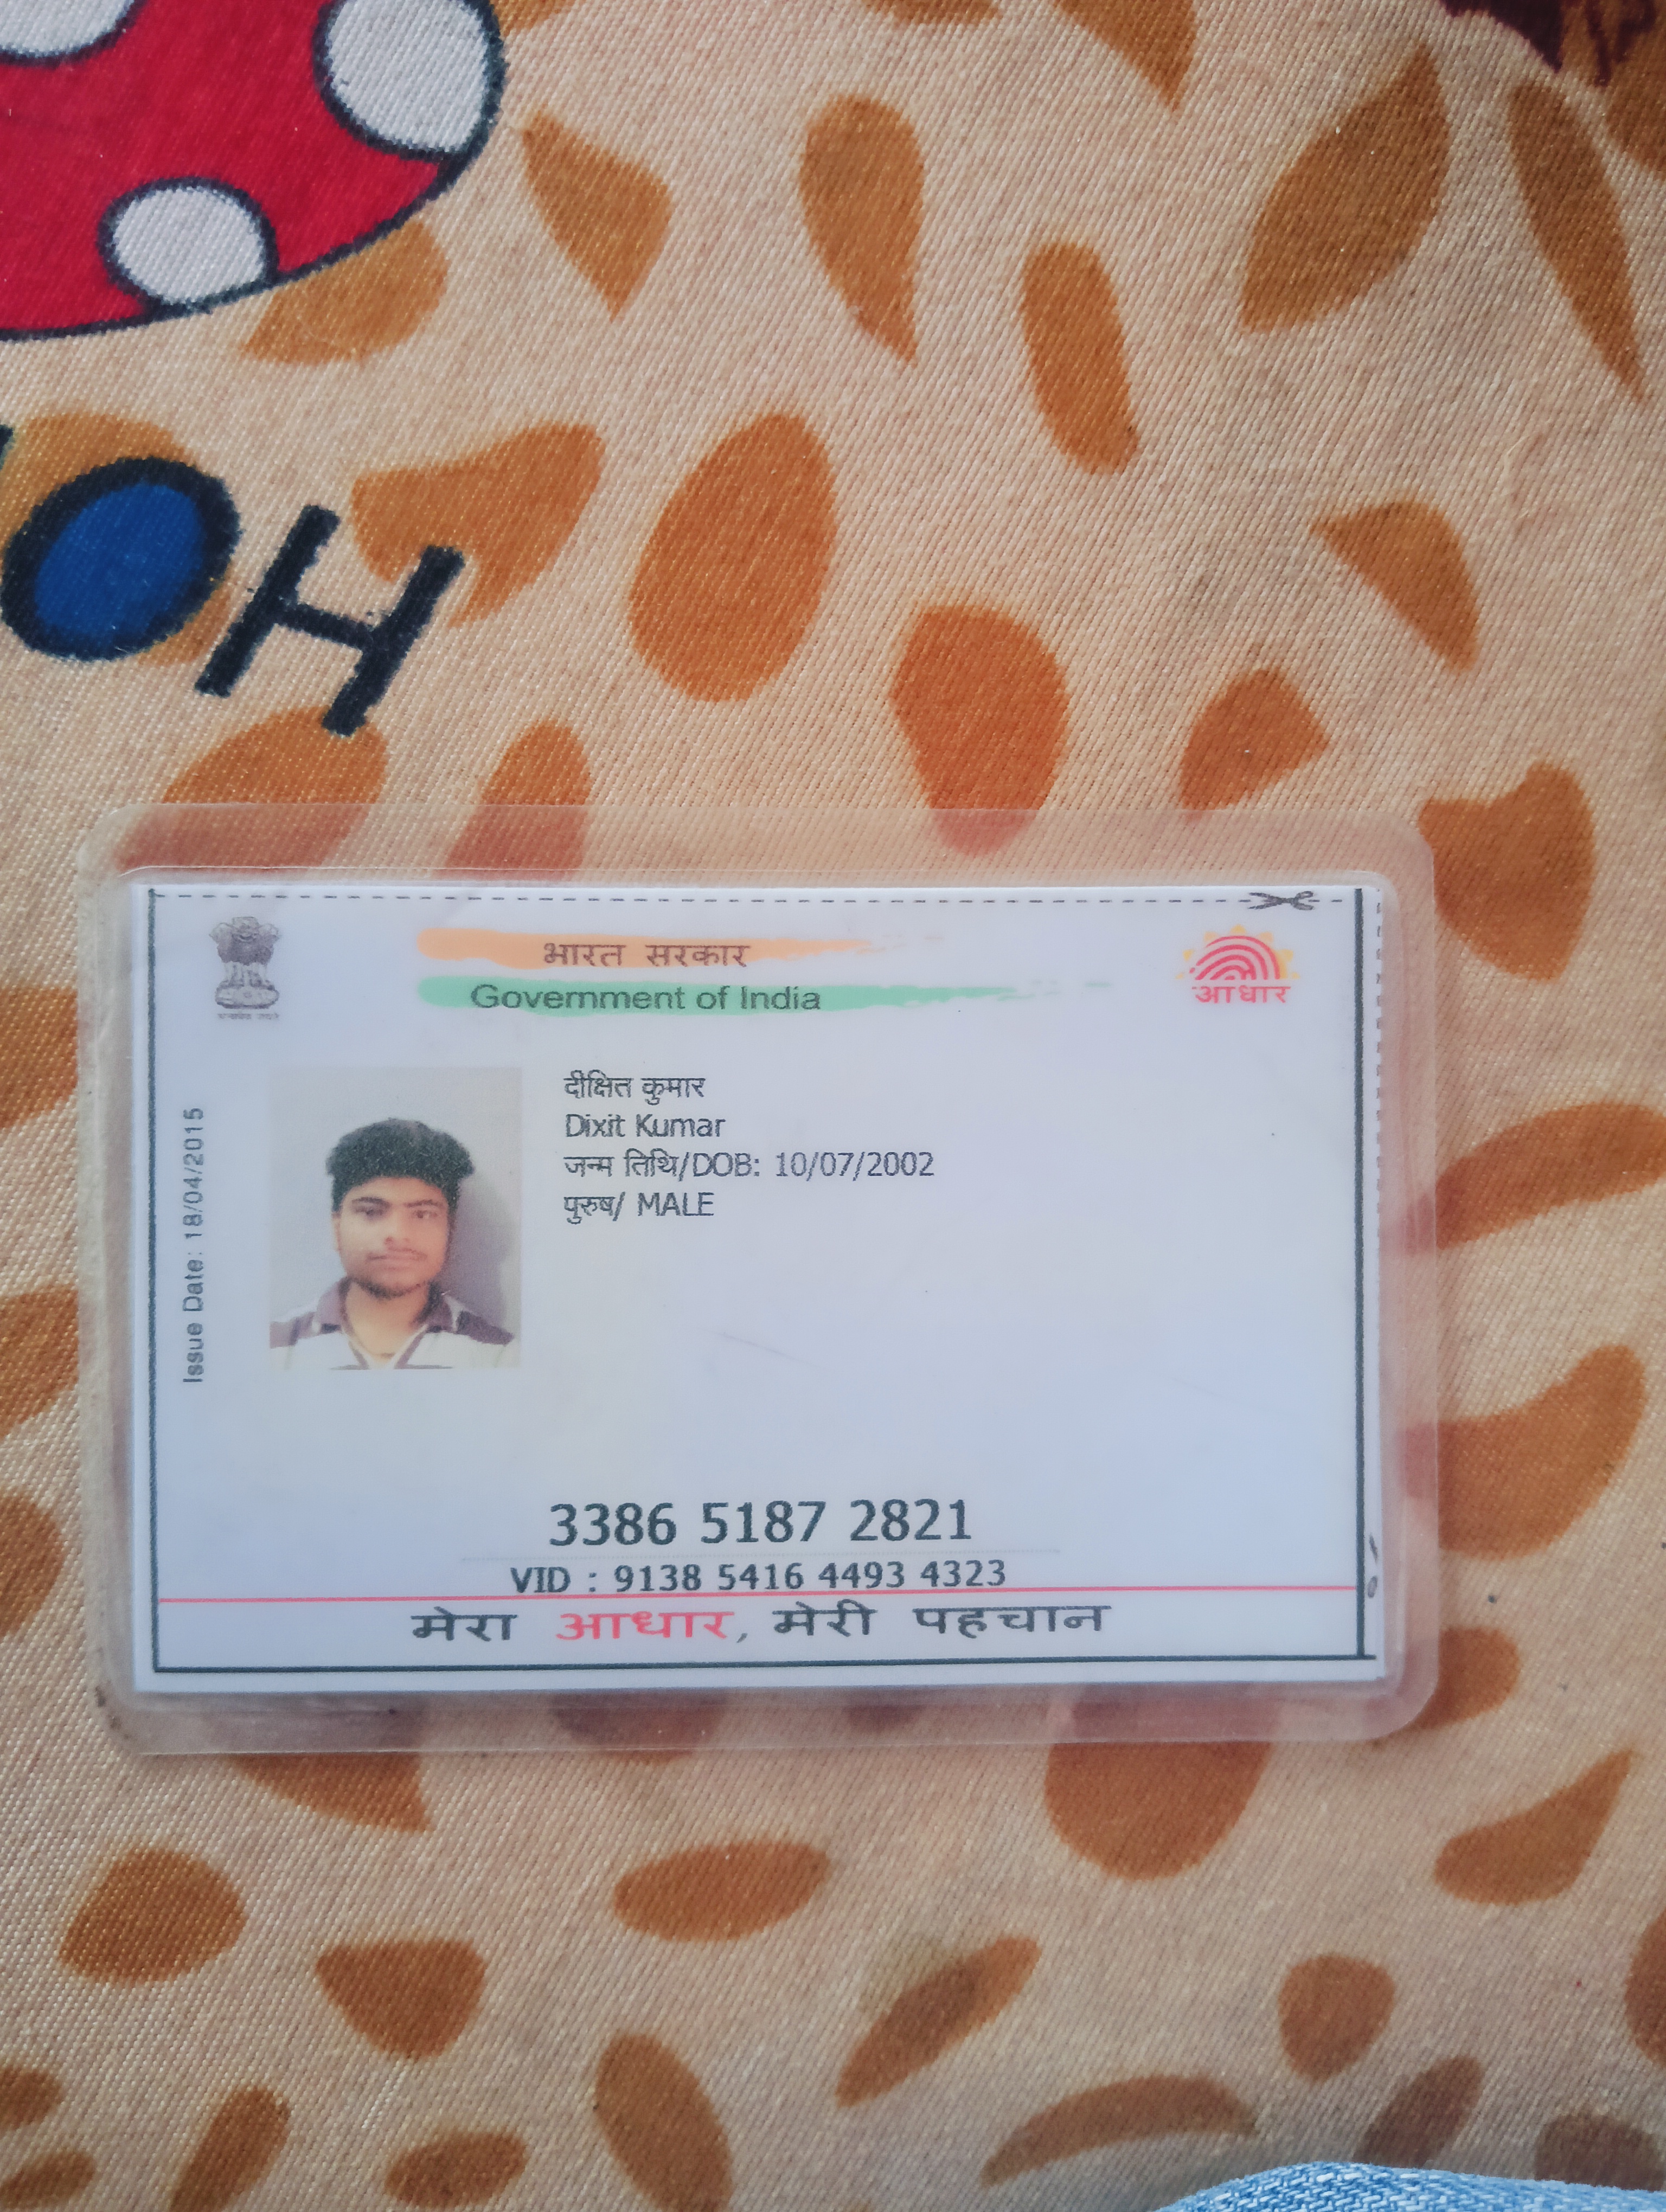 OH
भारत सरकार
Government of India
आधार
Issue Date: 18/04/2015
दीक्षित कुमार
Dixit Kumar
जन्म तिथि/DOB: 10/07/2002
पुरुष/ MALE
3386 5187 2821
VID : 9138 5416 4493 4323
मेरा आधार, मेरी पहचान